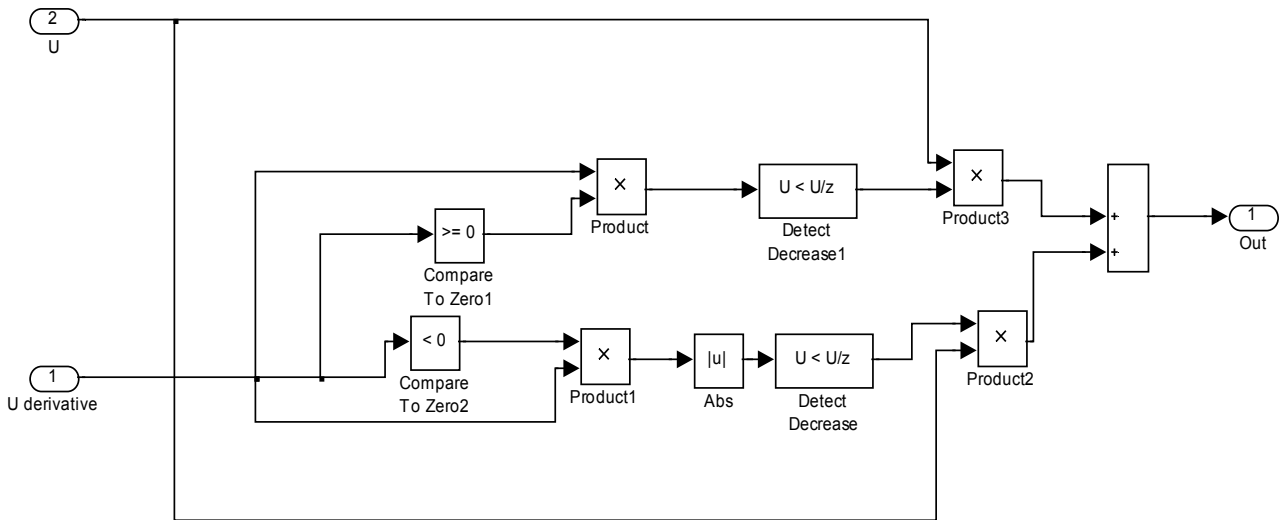 2
U
×
U < U/z
×
Product3
Product
>= 0
Detect
Decrease1
1
Out
+
+
Compare
To Zero1
< 0
×
|u|
U < U/z
×
Product2
1
U derivative
Compare
To Zero2
Product1
Abs
Detect
Decrease